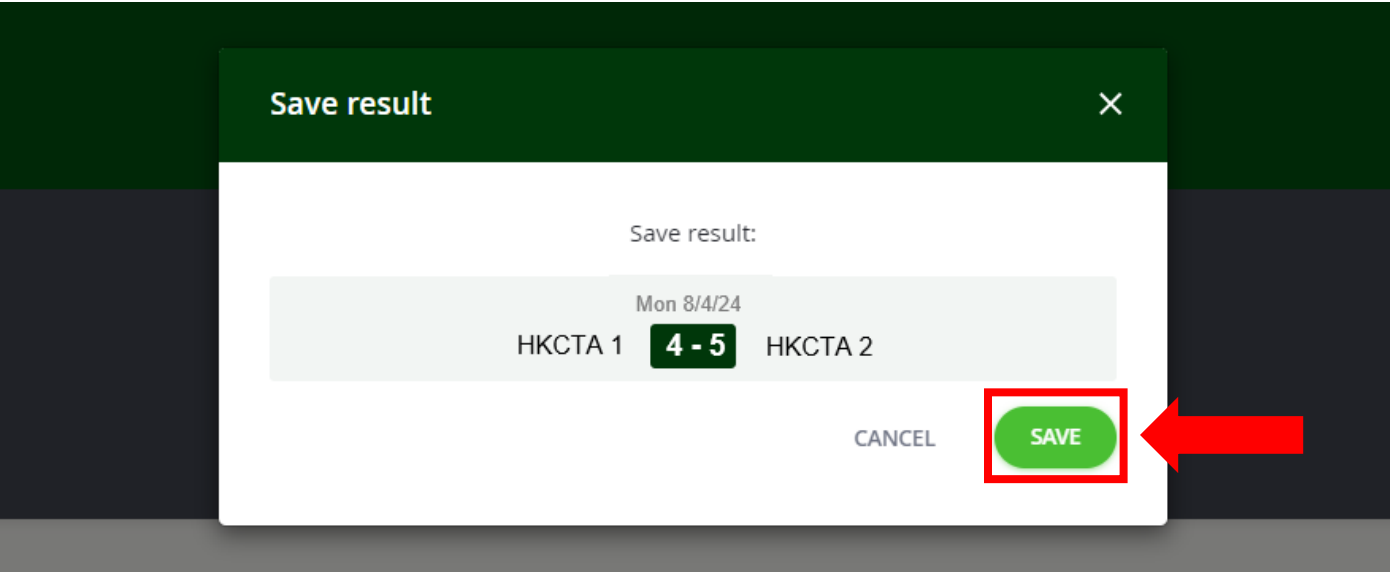 Save result
Save result:
Mon 8/4/24
HKCTA 1 4 - 5 HKCTA 2
CANCEL SAVE